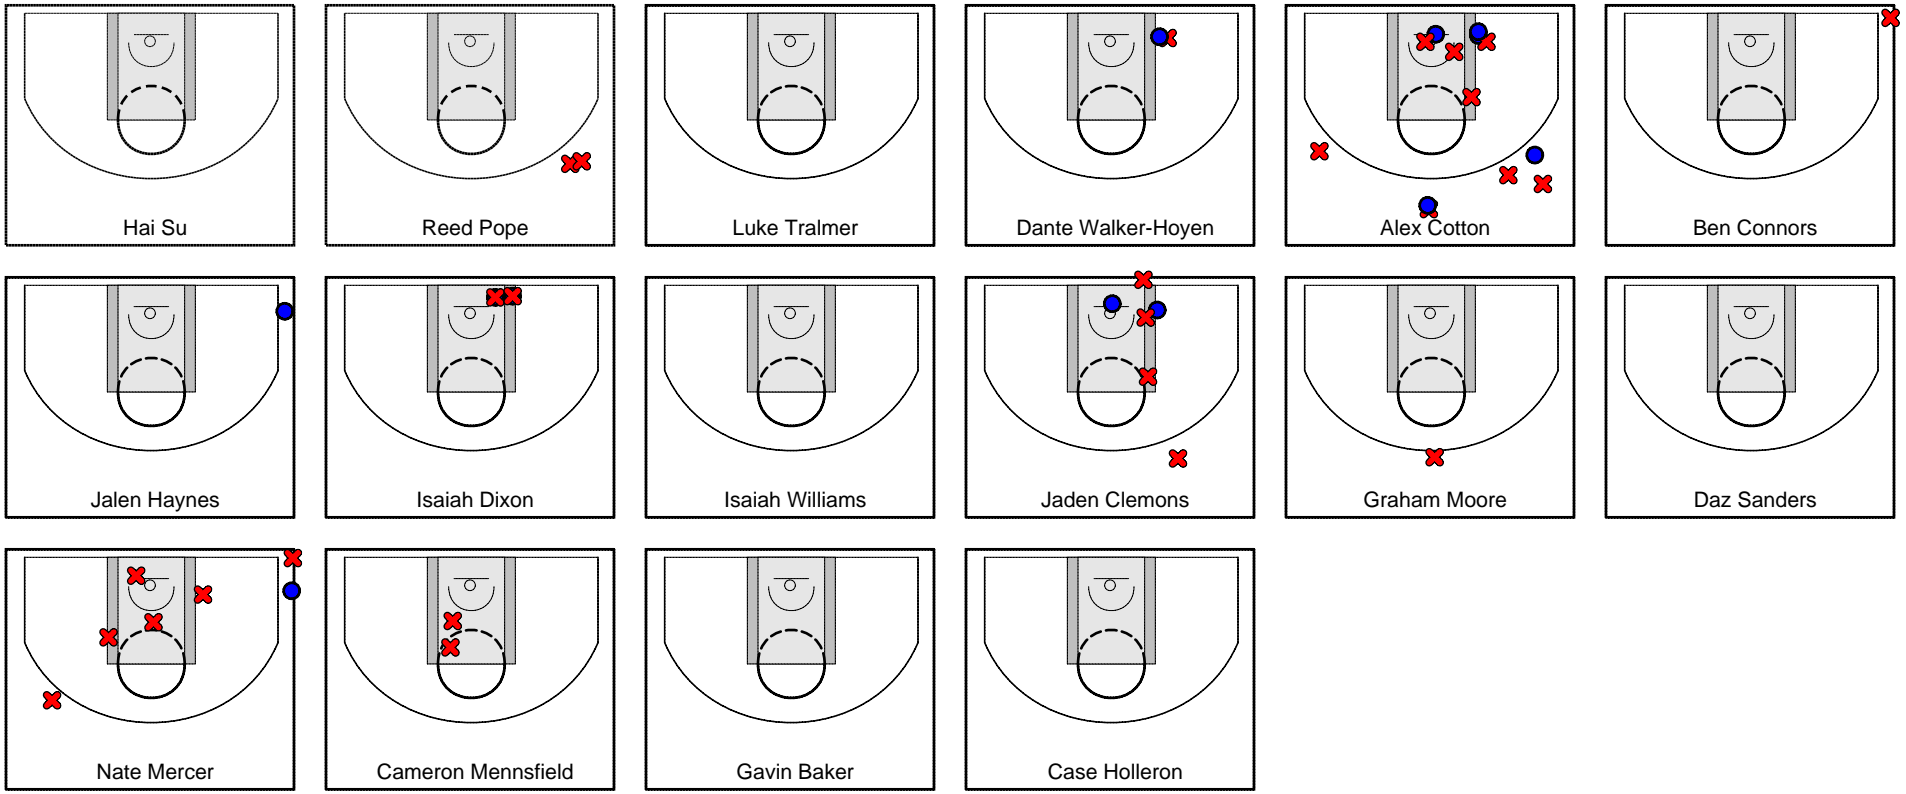 Hai Su
Reed Pope
Luke Tralmer
Dante Walker-Hoyen
Alex Cotton
Ben Connors
Jalen Haynes
Isaiah Dixon
Isaiah Williams
Jaden Clemons
Graham Moore
Daz Sanders
Nate Mercer
Cameron Mennsfield
Gavin Baker
Case Holleron